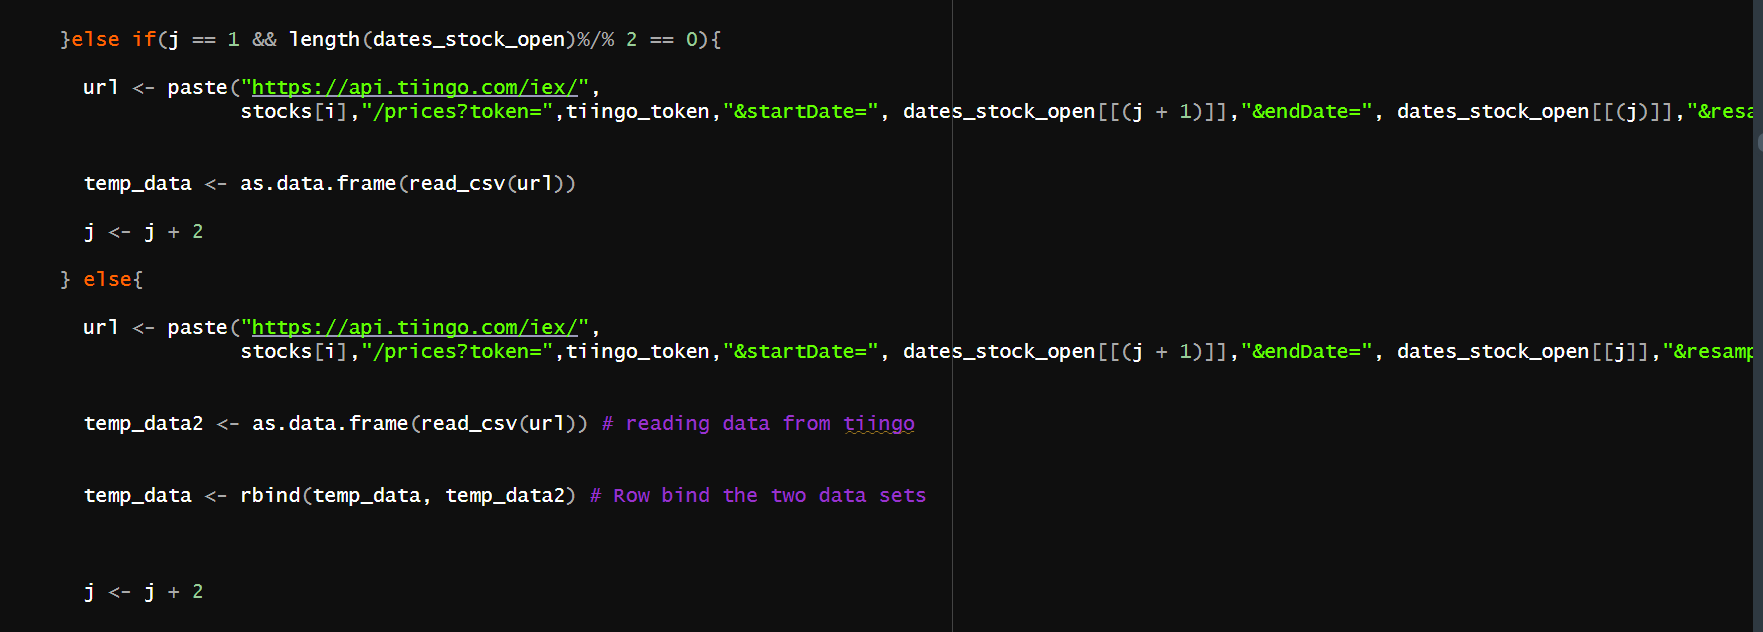 }else if(j == 1 && length(dates_stock_open)%/% 2 == 0){
url <- paste("https://api.tiingo.com/iex/",
stocks[i],"/prices?token=",tiingo_token,"&startDate=", dates_stock_open[[(j + 1)]],"&endDate=", dates_stock_open[[(j)]],"&resa
temp_data <- as.data.frame(read_csv(url))
j <- j + 2
} else{
url <- paste("https://api.tiingo.com/iex/",
stocks[i],"/prices?token=",tiingo_token,"&startDate=", dates_stock_open[[(j + 1)]],"&endDate=", dates_stock_open[[j]],"&resamp
temp_data2 <- as.data.frame(read_csv(url)) # reading data from tiingo
temp_data <- rbind(temp_data, temp_data2) # Row bind the two data sets
j <- j + 2